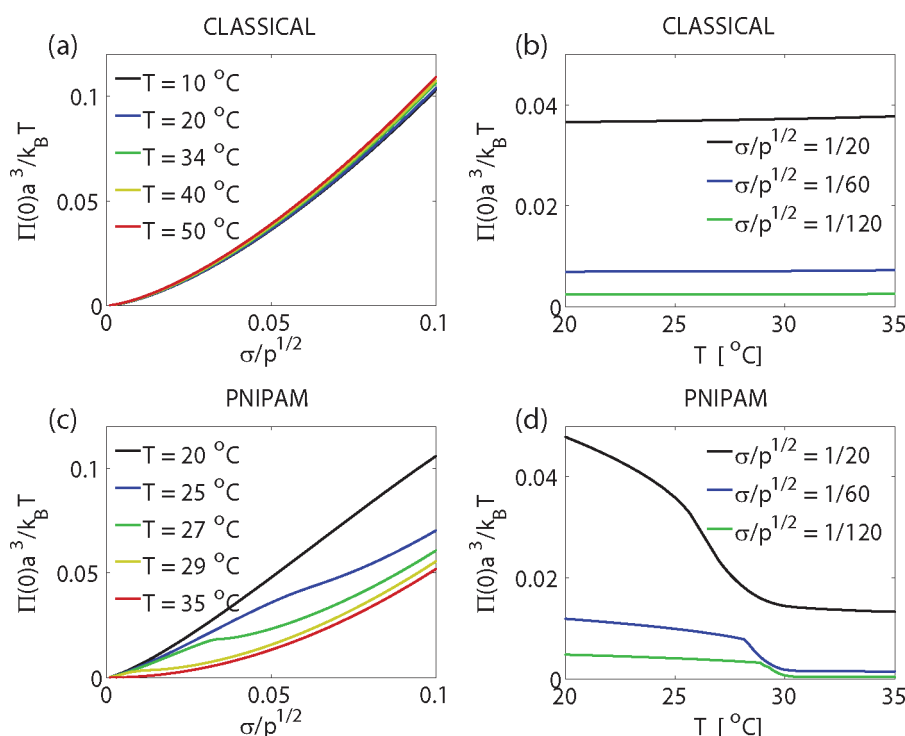 CLASSICAL
(a)
T = 10 °C
T = 20 °C
T = 34 °C
T = 40 °C
T = 50 °C
0.1
0.05
0
0
0.05
0.1
Π(0)a³/k_BT
σ/p^1/2
CLASSICAL
(b)
σ/p^1/2 = 1/20
σ/p^1/2 = 1/60
σ/p^1/2 = 1/120
0.04
0.02
0
20
25
30
35
Π(0)a³/k_BT
T [°C]
PNIPAM
(c)
T = 20 °C
T = 25 °C
T = 27 °C
T = 29 °C
T = 35 °C
0.1
0.05
0
0
0.05
0.1
Π(0)a³/k_BT
σ/p^1/2
PNIPAM
(d)
σ/p^1/2 = 1/20
σ/p^1/2 = 1/60
σ/p^1/2 = 1/120
0.04
0.02
0
20
25
30
35
Π(0)a³/k_BT
T [°C]